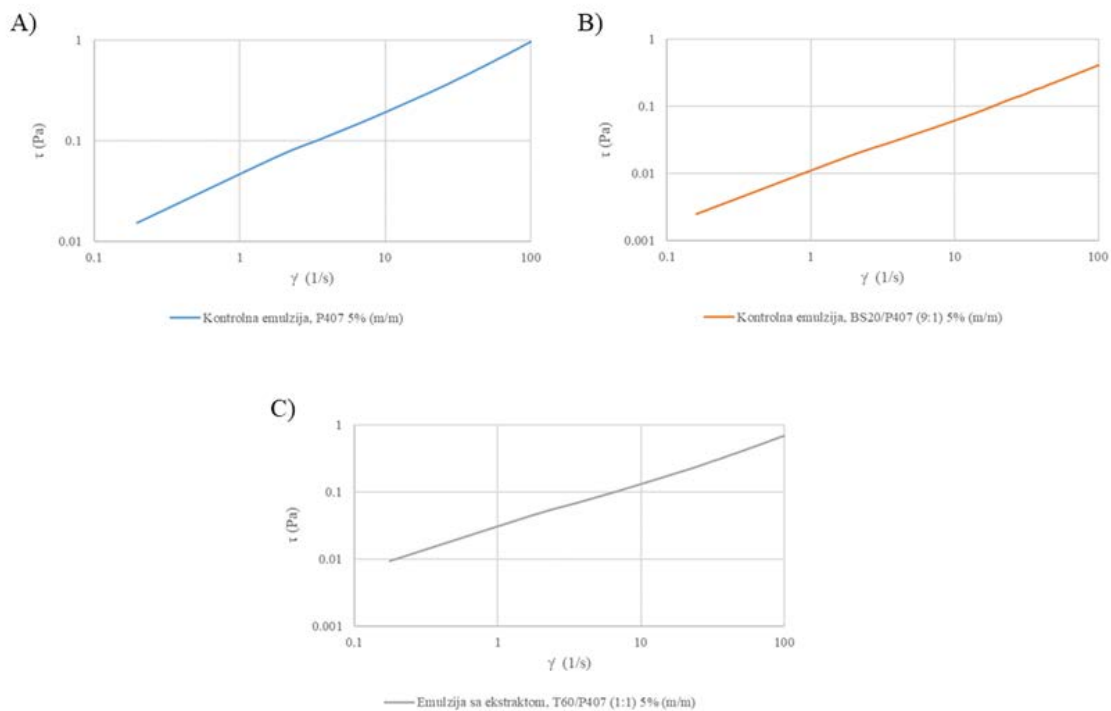 A)
1
0.1
0.01
τ (Pa)
0.1 1 10 100
γ̇ (1/s)
Kontrolna emulzija, P407 5% (m/m)
B)
1
0.1
0.01
0.001
τ (Pa)
0.1 1 10 100
γ̇ (1/s)
Kontrolna emulzija, BS20/P407 (9:1) 5% (m/m)
C)
1
0.1
0.01
0.001
τ (Pa)
0.1 1 10 100
γ̇ (1/s)
Emulzija sa ekstraktom, T60/P407 (1:1) 5% (m/m)